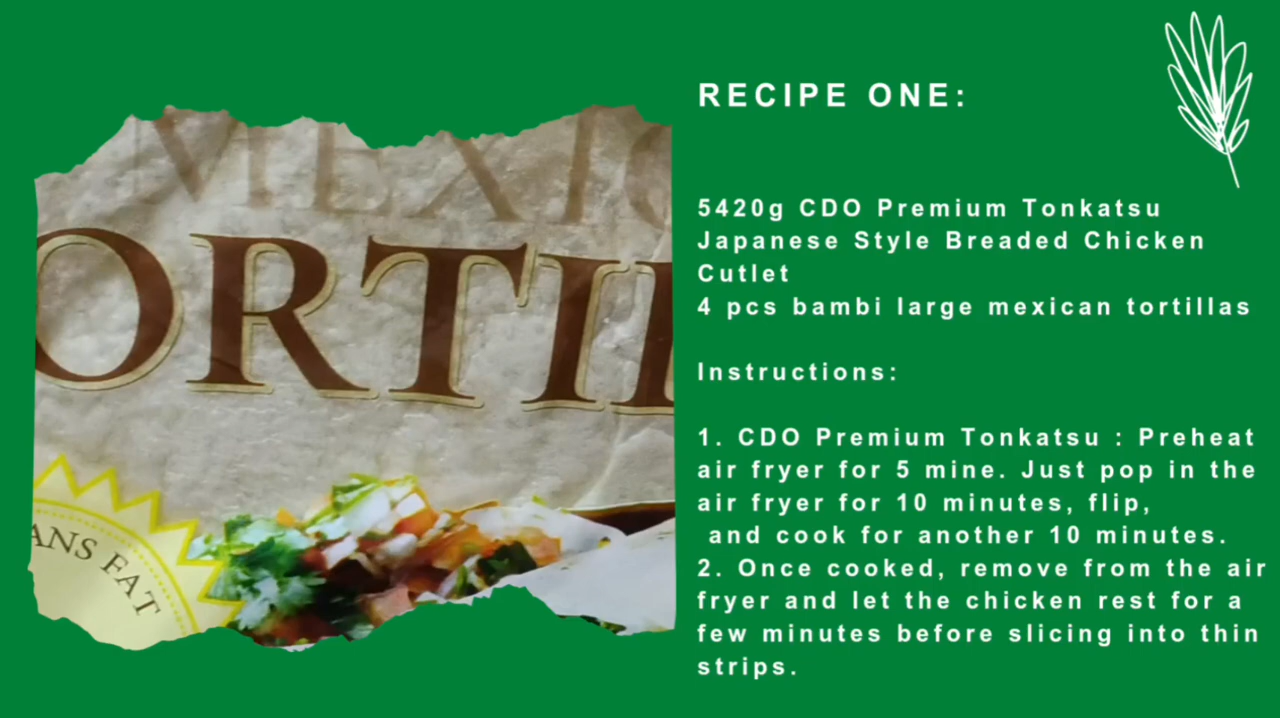 MEXIC
ORTIL
ANS FAT
RECIPE ONE:
5420g CDO Premium Tonkatsu
Japanese Style Breaded Chicken
Cutlet
4 pcs bambi large mexican tortillas
Instructions:
1. CDO Premium Tonkatsu : Preheat
air fryer for 5 mine. Just pop in the
air fryer for 10 minutes, flip,
and cook for another 10 minutes.
2. Once cooked, remove from the air
fryer and let the chicken rest for a
few minutes before slicing into thin
strips.